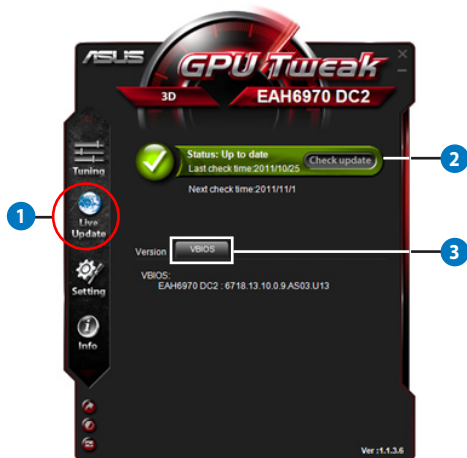 ASUS
GPU Tweak
3D
EAH6970 DC2
Tuning
Live
Update
Setting
Info
Status: Up to date
Last check time:2011/10/25
Check update
Next check time:2011/11/1
Version
VBIOS
VBIOS:
EAH6970 DC2 : 6718.13.10.0.9.AS03.U13
1
2
3
Ver :1.1.3.6